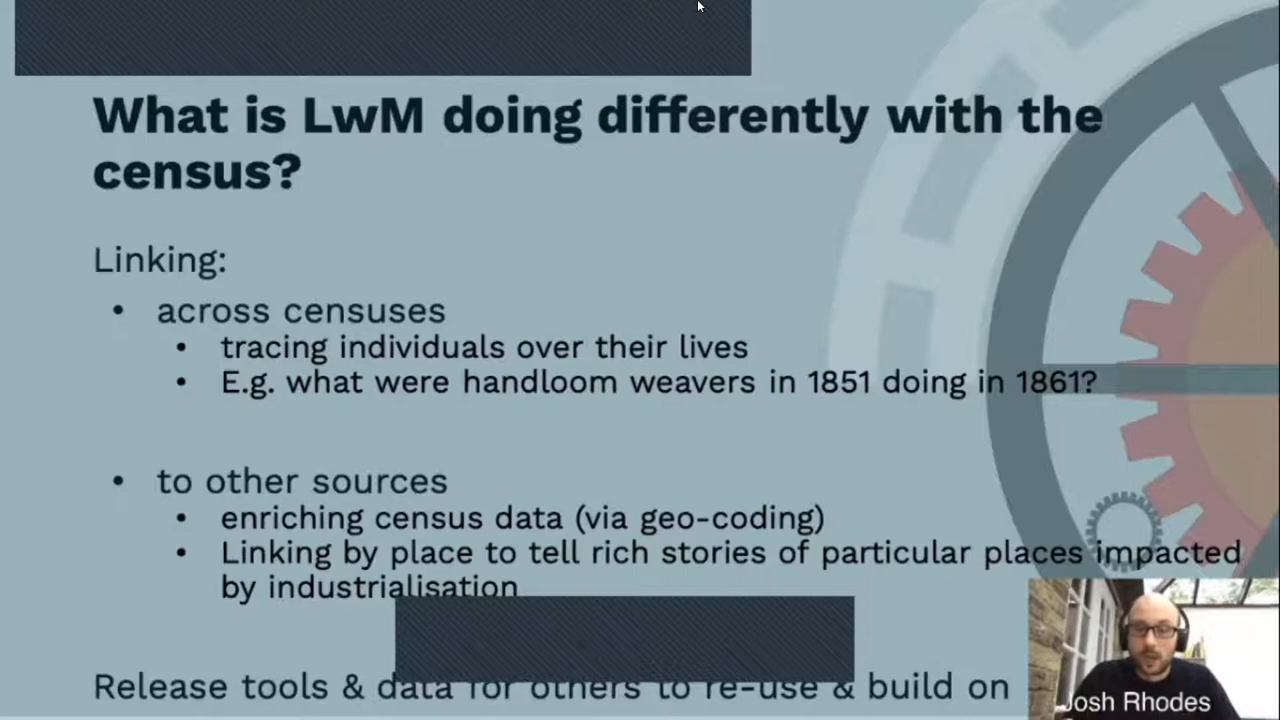 What is LwM doing differently with the
census?
Linking:
• across censuses
• tracing individuals over their lives
• E.g. what were handloom weavers in 1851 doing in 1861?
• to other sources
• enriching census data (via geo-coding)
• Linking by place to tell rich stories of particular places impacted
by industrialisation
Release tools & data for others to re-use & build on
Josh Rhodes